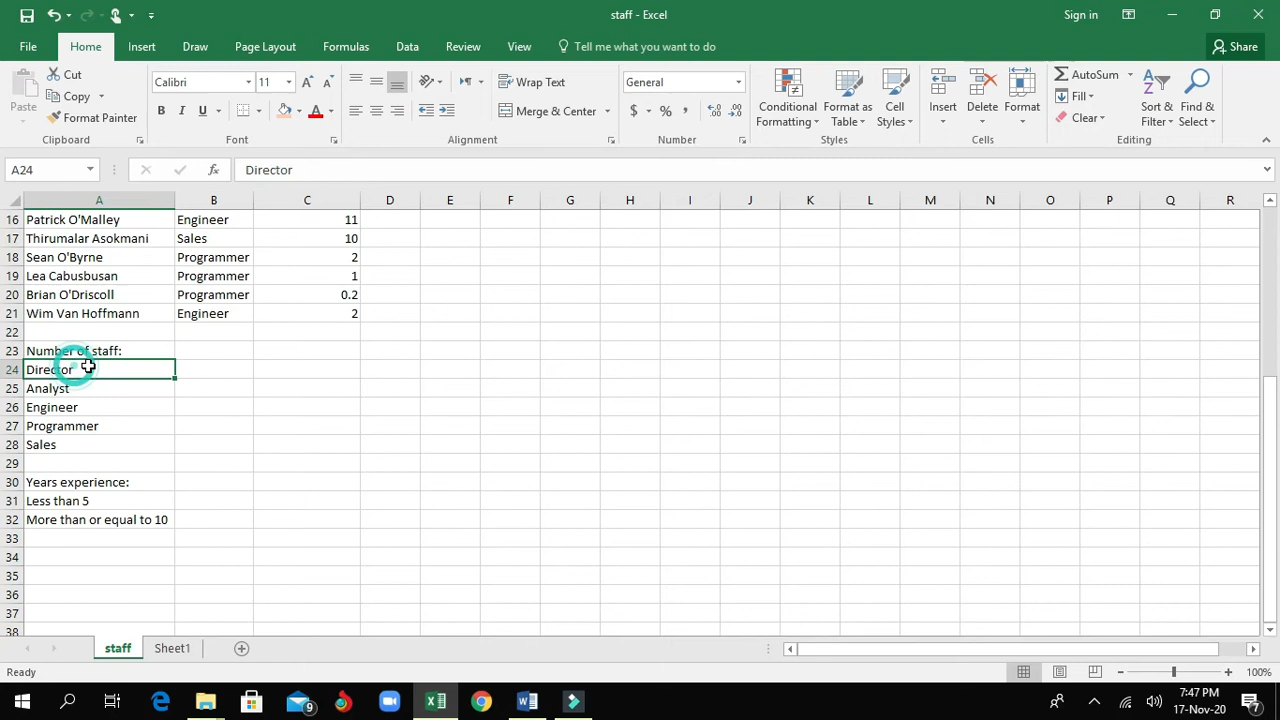 staff - Excel
Sign in
File Home Insert Draw Page Layout Formulas Data Review View Tell me what you want to do Share
Paste
Cut
Copy
Format Painter
Clipboard
Calibri 11
B I U
Font
Wrap Text
Merge & Center
Alignment
General
$ % ,
Number
Conditional Formatting
Format as Table
Cell Styles
Styles
Insert Delete Format
Cells
AutoSum
Fill
Clear
Sort & Filter
Find & Select
Editing
A24 fx Director
A B C D E F G H I J K L M N O P Q R
16 Patrick O'Malley Engineer 11
17 Thirumalar Asokmani Sales 10
18 Sean O'Byrne Programmer 2
19 Lea Cabusbusan Programmer 1
20 Brian O'Driscoll Programmer 0.2
21 Wim Van Hoffmann Engineer 2
22
23 Number of staff:
24 Director
25 Analyst
26 Engineer
27 Programmer
28 Sales
29
30 Years experience:
31 Less than 5
32 More than or equal to 10
33
34
35
36
37
38
staff Sheet1
Ready 100%
9
7:47 PM
17-Nov-20
7